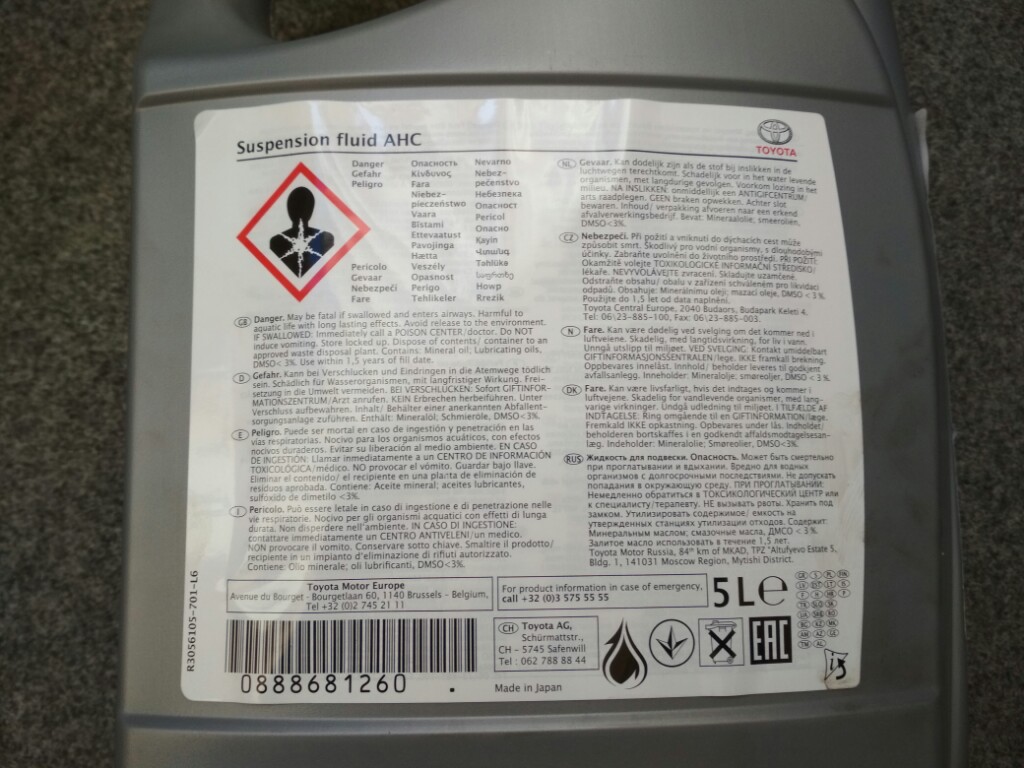 Suspension fluid AHC
TOYOTA
Danger
Gefahr
Peligro
Pericolo
Gevaar
Nebezpečí
Fare
Опасность
Κίνδυνος
Fara
Niebez-
pieczeństwo
Vaara
Bīstami
Ettevaatust
Pavojinga
Hætta
Veszély
Opasnost
Perigo
Tehlikeler
Nevarno
Nebez-
pečenstvo
Небезпека
Опасност
Pericol
Опасно
Qayin
Վտանգ
Təhlükə
საფრთხე
Rrezik
GB Danger. May be fatal if swallowed and enters airways. Harmful to
aquatic life with long lasting effects. Avoid release to the environment.
IF SWALLOWED: Immediately call a POISON CENTER/doctor. Do NOT
induce vomiting. Store locked up. Dispose of contents/ container to an
approved waste disposal plant. Contains: Mineral oil; Lubricating oils,
DMSO< 3%. Use within 1,5 years of fill date.
D Gefahr. Kann bei Verschlucken und Eindringen in die Atemwege tödlich
sein. Schädlich für Wasserorganismen, mit langfristiger Wirkung. Frei-
setzung in die Umwelt vermeiden. BEI VERSCHLUCKEN: Sofort GIFTINFOR-
MATIONSZENTRUM/Arzt anrufen. KEIN Erbrechen herbeiführen. Unter
Verschluss aufbewahren. Inhalt/ Behälter einer anerkannten Abfallent-
sorgungsanlage zuführen. Enthält: Mineralöl; Schmieröle, DMSO<3%.
E Peligro. Puede ser mortal en caso de ingestión y penetración en las
vías respiratorias. Nocivo para los organismos acuáticos, con efectos
nocivos duraderos. Evitar su liberación al medio ambiente. EN CASO
DE INGESTIÓN: Llamar inmediatamente a un CENTRO DE INFORMACIÓN
TOXICOLÓGICA/médico. NO provocar el vómito. Guardar bajo llave.
Eliminar el contenido/ el recipiente en una planta de eliminación de
residuos aprobada. Contiene: Aceite mineral; aceites lubricantes,
sulfóxido de dimetilo <3%.
I Pericolo. Può essere letale in caso di ingestione e di penetrazione nelle
vie respiratorie. Nocivo per gli organismi acquatici con effetti di lunga
durata. Non disperdere nell'ambiente. IN CASO DI INGESTIONE:
contattare immediatamente un CENTRO ANTIVELENI/un medico.
NON provocare il vomito. Conservare sotto chiave. Smaltire il prodotto/
recipiente in un impianto d'eliminazione di rifiuti autorizzato.
Contiene: Olio minerale; oli lubrificanti, DMSO<3%.
NL Gevaar. Kan dodelijk zijn als de stof bij inslikken in de
luchtwegen terechtkomt. Schadelijk voor in het water levende
organismen, met langdurige gevolgen. Voorkom lozing in het
milieu. NA INSLIKKEN: onmiddellijk een ANTIGIFCENTRUM/
arts raadplegen. GEEN braken opwekken. Achter slot
bewaren. Inhoud/ verpakking afvoeren naar een erkend
afvalverwerkingsbedrijf. Bevat: Mineraalolie; smeeroliën,
DMSO<3%.
CZ Nebezpečí. Při požití a vniknutí do dýchacích cest může
způsobit smrt. Škodlivý pro vodní organismy, s dlouhodobými
účinky. Zabraňte uvolnění do životního prostředí. PŘI POŽITÍ:
Okamžitě volejte TOXIKOLOGICKÉ INFORMAČNÍ STŘEDISKO/
lékaře. NEVYVOLÁVEJTE zvracení. Skladujte uzamčené.
Odstraňte obsahu/ obalu v zařízení schváleném pro likvidaci
odpadů. Obsahuje: Minerálnímu oleji; mazací oleje, DMSO < 3%.
Použijte do 1,5 let od data naplnění.
Toyota Central Europe, 2040 Budaors, Budapark Keleti 4,
Tel: 06\23-885-100, Fax: 06\23-885-003.
N Fare. Kan være dødelig ved svelging om det kommer ned i
luftveiene. Skadelig, med langtidsvirkning, for liv i vann.
Unngå utslipp til miljøet. VED SVELGING: Kontakt umiddelbart
GIFTINFORMASJONSSENTRALEN /lege. IKKE framkall brekning.
Oppbevares innelåst. Innhold/ beholder leveres til godkjent
avfallsanlegg. Inneholder: Mineralolje; smøreoljer, DMSO < 3%.
DK Fare. Kan være livsfarligt, hvis det indtages og kommer i
luftvejene. Skadelig for vandlevende organismer, med lang-
varige virkninger. Undgå udledning til miljøet. I TILFÆLDE AF
INDTAGELSE: Ring omgående til en GIFTINFORMATION/læge.
Fremkald IKKE opkastning. Opbevares under lås. Indholdet/
beholderen bortskaffes i en godkendt affaldsmodtagelsesan-
læg. Indeholder: Mineralolie; Smøreolier, DMSO<3%.
RUS Жидкость для подвески. Опасность. Может быть смертельно
при проглатывании и вдыхании. Вредно для водных
организмов с долгосрочными последствиями. Не допускать
попадания в окружающую среду. ПРИ ПРОГЛАТЫВАНИИ:
Немедленно обратиться в ТОКСИКОЛОГИЧЕСКИЙ ЦЕНТР или
к специалисту/терапевту. НЕ вызывать рвоты. Хранить под
замком. Утилизировать содержимое/ емкость на
утвержденных станциях утилизации отходов. Содержит:
Минеральным маслом; смазочные масла, ДМСО < 3%.
Залитое масло использовать в течение 1,5 лет.
Toyota Motor Russia, 84th km of MKAD, TPZ "Altufyevo Estate 5,
Bldg. 1, 141031 Moscow Region, Mytishi District.
R3056105-701-L6
Toyota Motor Europe
Avenue du Bourget - Bourgetlaan 60, 1140 Brussels - Belgium,
Tel +32 (0)2 745 21 11
For product information in case of emergency,
call +32 (0)3 575 55 55
5 L e
CH Toyota AG,
Schürmattstr.,
CH - 5745 Safenwil
Tel : 062 788 88 44
EAC
0888681260 .
Made in Japan